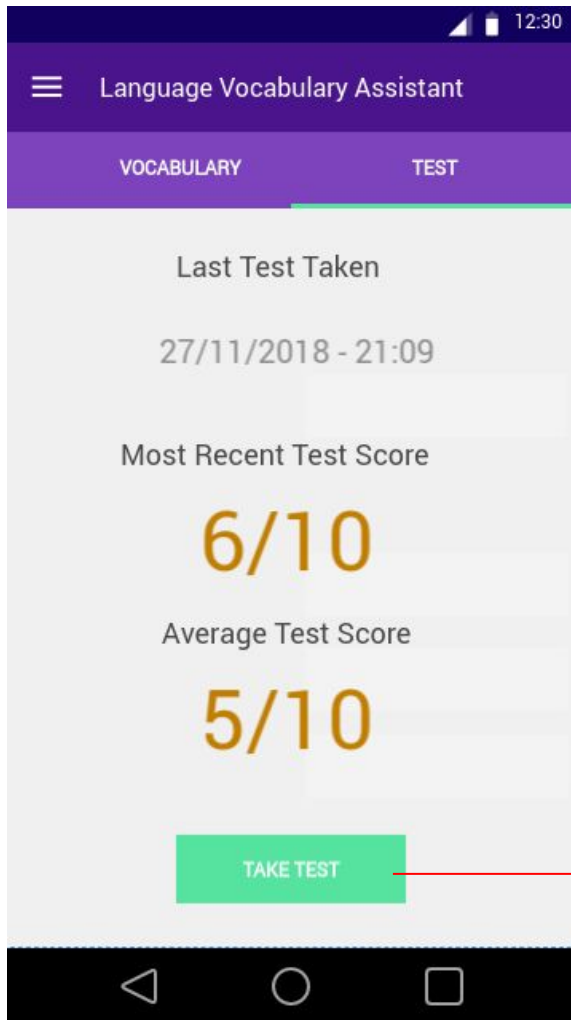 12:30
Language Vocabulary Assistant
VOCABULARY TEST
Last Test Taken
27/11/2018 - 21:09
Most Recent Test Score
6/10
Average Test Score
5/10
TAKE TEST